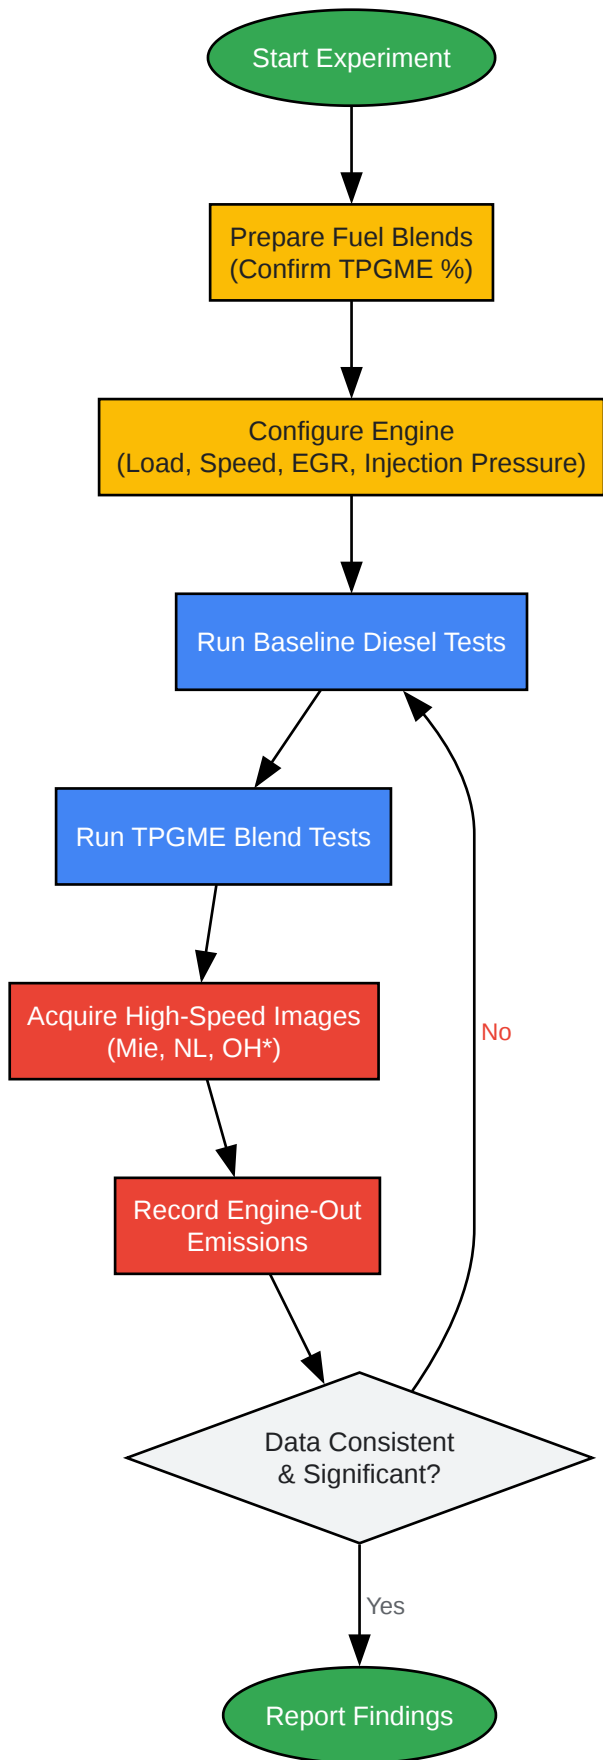 Start Experiment
Prepare Fuel Blends
(Confirm TPGME %)
Configure Engine
(Load, Speed, EGR, Injection Pressure)
Run Baseline Diesel Tests
Run TPGME Blend Tests
Acquire High-Speed Images
(Mie, NL, OH*)
No
Record Engine-Out
Emissions
Data Consistent
& Significant?
Yes
Report Findings